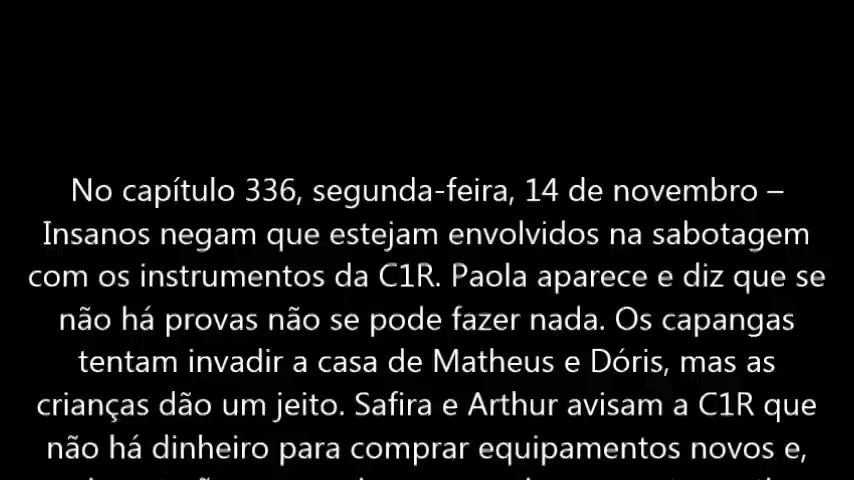 No capítulo 336, segunda-feira, 14 de novembro –
Insanos negam que estejam envolvidos na sabotagem
com os instrumentos da C1R. Paola aparece e diz que se
não há provas não se pode fazer nada. Os capangas
tentam invadir a casa de Matheus e Dóris, mas as
crianças dão um jeito. Safira e Arthur avisam a C1R que
não há dinheiro para comprar equipamentos novos e,